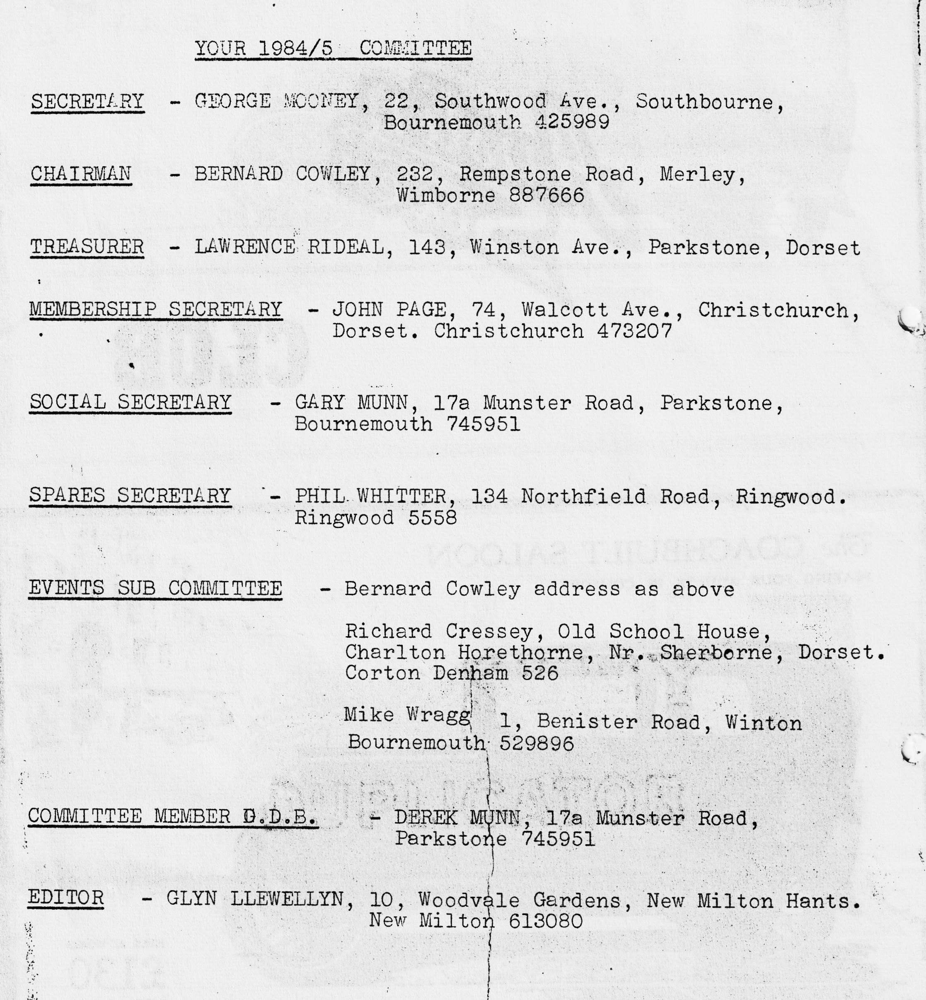 YOUR 1984/5 COMMITTEE
SECRETARY - GEORGE MOONEY, 22, Southwood Ave., Southbourne,
Bournemouth 425989
CHAIRMAN - BERNARD COWLEY, 232, Rempstone Road, Merley,
Wimborne 887666
TREASURER - LAWRENCE RIDEAL, 143, Winston Ave., Parkstone, Dorset
MEMBERSHIP SECRETARY - JOHN PAGE, 74, Walcott Ave., Christchurch,
Dorset. Christchurch 473207
SOCIAL SECRETARY - GARY MUNN, 17a Munster Road, Parkstone,
Bournemouth 745951
SPARES SECRETARY - PHIL WHITTER, 134 Northfield Road, Ringwood.
Ringwood 5558
EVENTS SUB COMMITTEE - Bernard Cowley address as above
Richard Cressey, Old School House,
Charlton Horethorne, Nr. Sherborne, Dorset.
Corton Denham 526
Mike Wragg 1, Benister Road, Winton
Bournemouth 529896
COMMITTEE MEMBER G.D.B. - DEREK MUNN, 17a Munster Road,
Parkstone 745951
EDITOR - GLYN LLEWELLYN, 10, Woodvale Gardens, New Milton Hants.
New Milton 613080
COACHBUILT SALOON